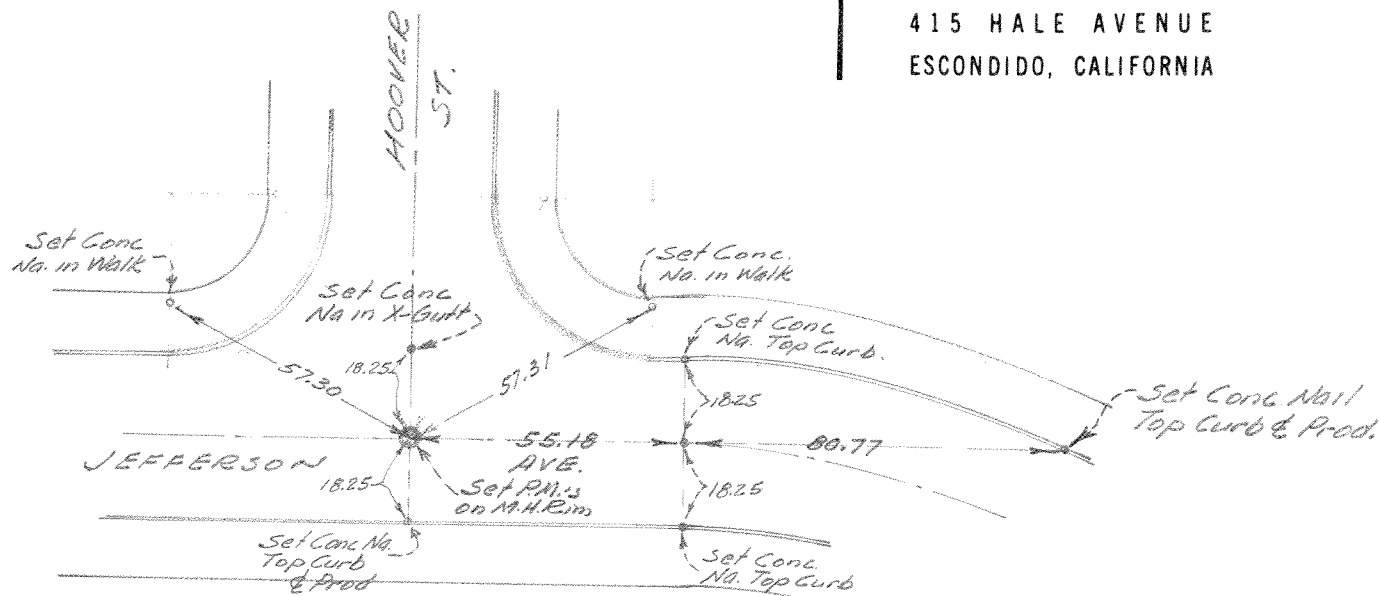 415 HALE AVENUE
ESCONDIDO, CALIFORNIA
HOOVER
ST.
Set Conc
Na. in Walk
Set Conc
Na in X-Gutt
Set Conc.
Na. in Walk
Set Conc
Na. Top Curb.
57.30
18.25
57.31
18.25
Set Conc. Nail
Top Curb ₵ Prod.
JEFFERSON
55.18
AVE.
80.77
18.25
Set P.M.'s
on M.H. Rim
18.25
Set Conc Na.
Top Curb
₵ Prod
Set Conc.
Na. Top Curb